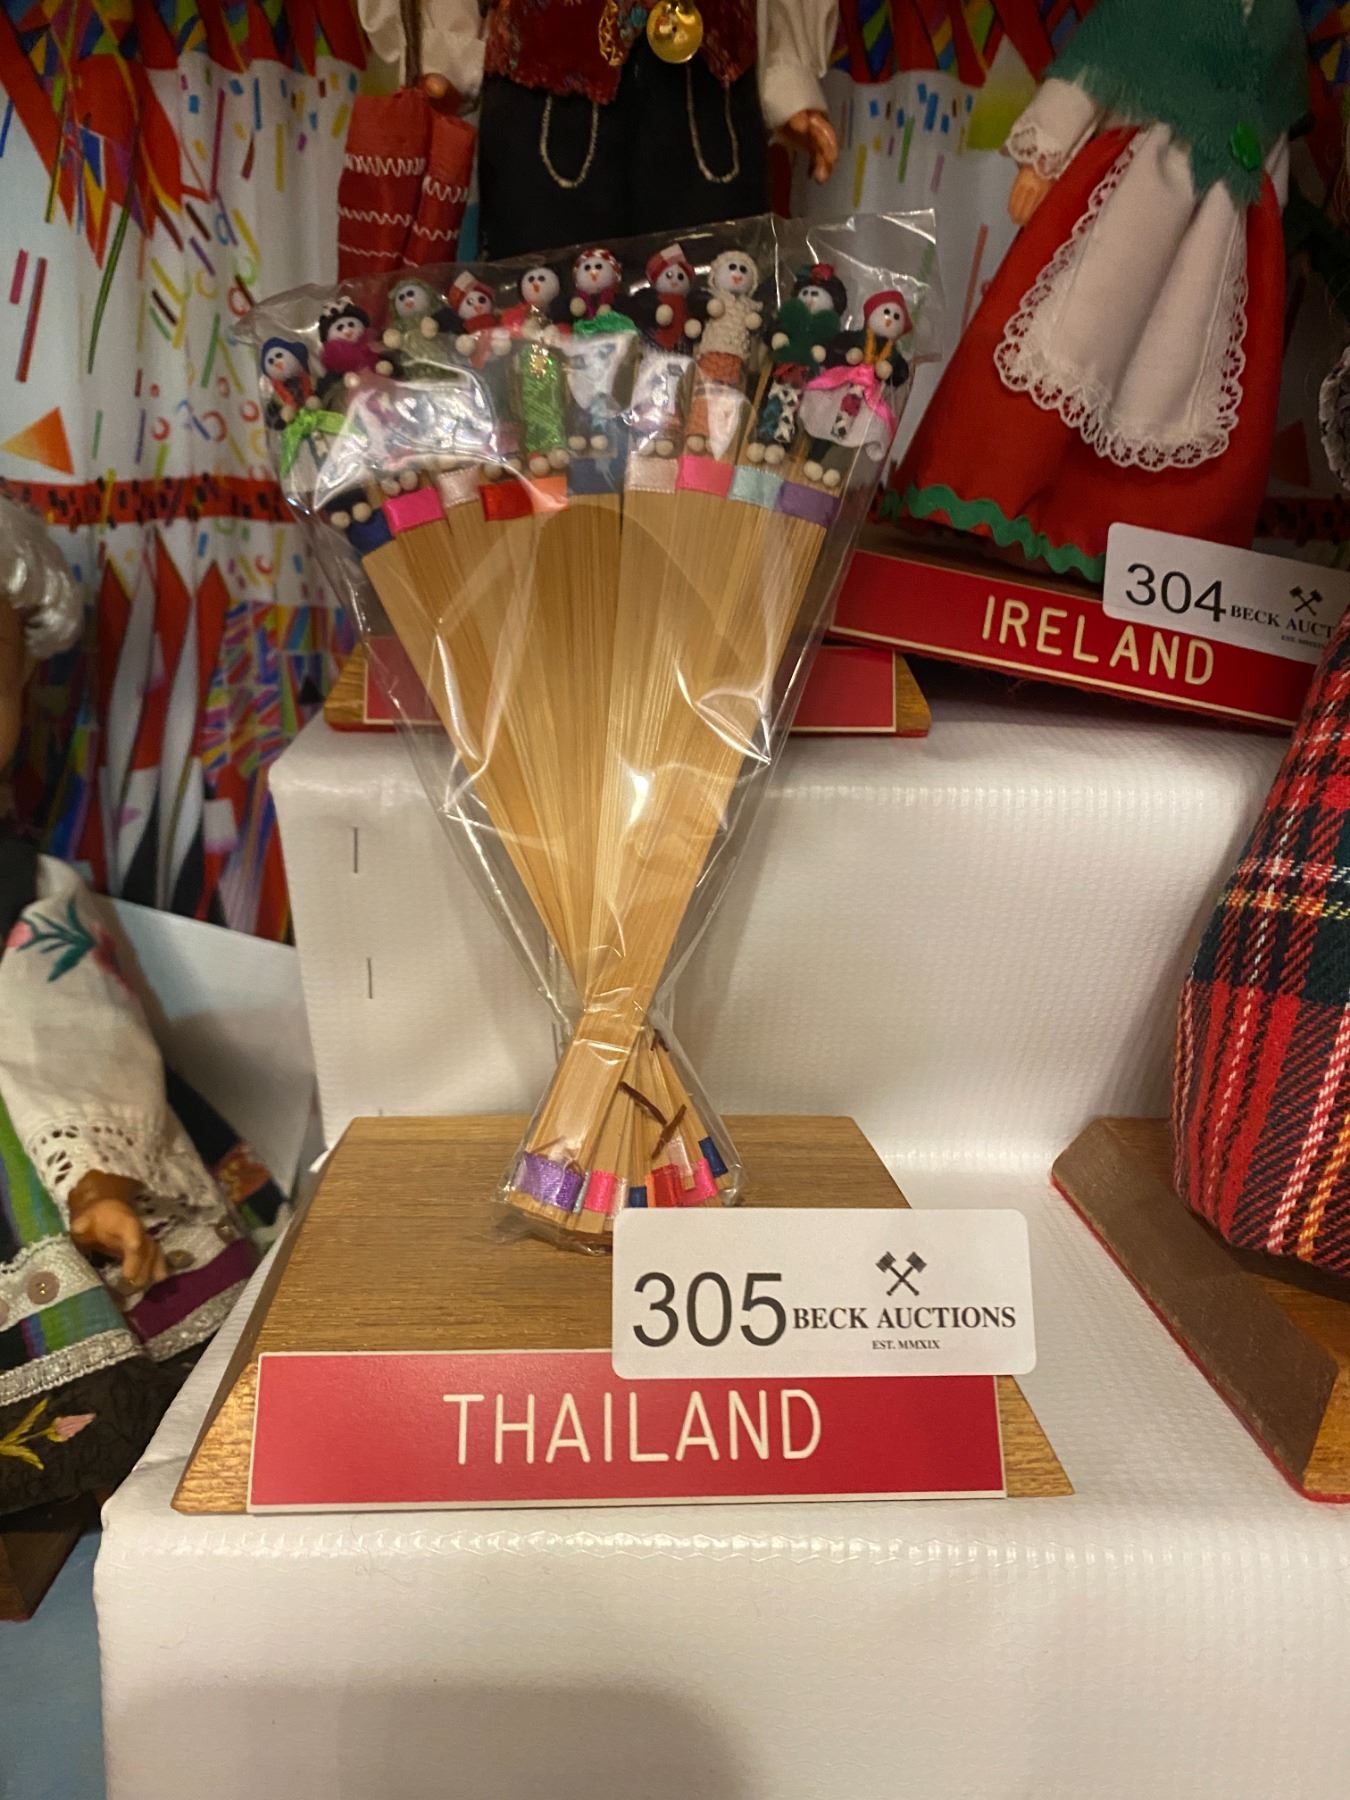 304 BECK AUCT
IRELAND
305 BECK AUCTIONS
EST. MMXIX
THAILAND